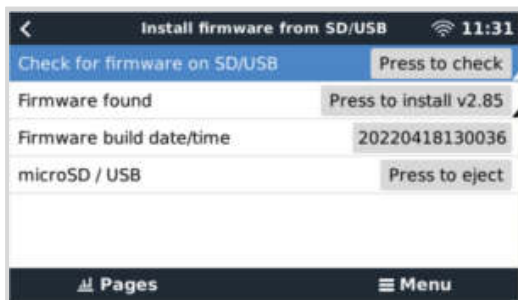 Install firmware from SD/USB 11:31
Check for firmware on SD/USB Press to check
Firmware found Press to install v2.85
Firmware build date/time 20220418130036
microSD / USB Press to eject
Pages Menu